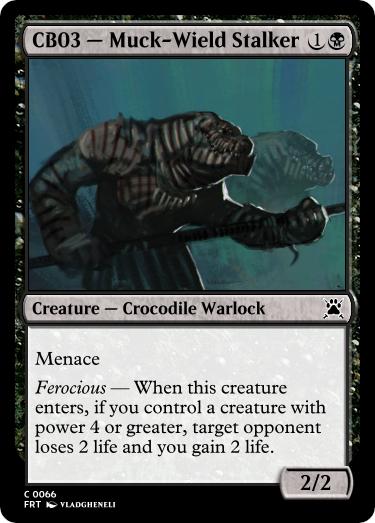 CB03 — Muck-Wield Stalker 1
Creature — Crocodile Warlock
Menace
Ferocious — When this creature
enters, if you control a creature with
power 4 or greater, target opponent
loses 2 life and you gain 2 life.
2/2
C 0066
FRT VLADGHENELI